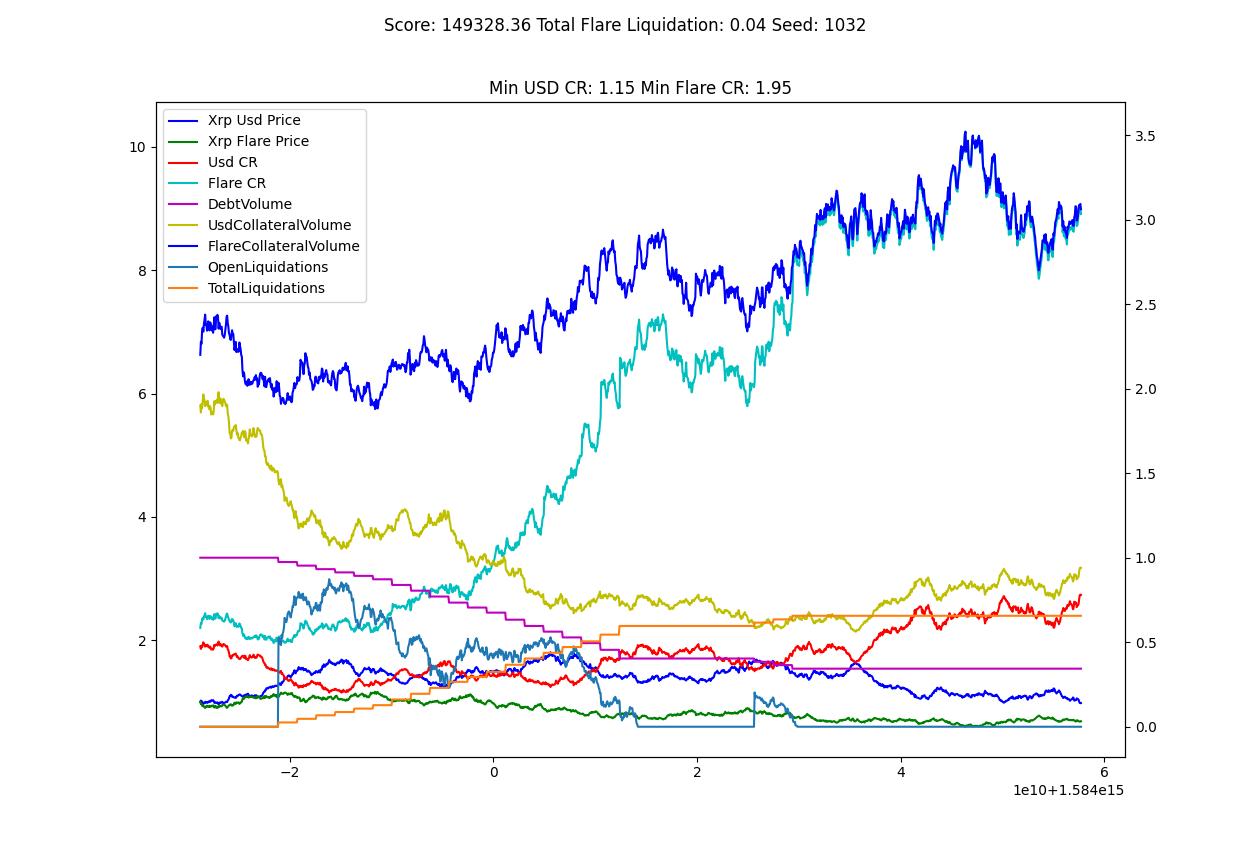 Score: 149328.36 Total Flare Liquidation: 0.04 Seed: 1032
Min USD CR: 1.15 Min Flare CR: 1.95
Xrp Usd Price
Xrp Flare Price
Usd CR
Flare CR
DebtVolume
UsdCollateralVolume
FlareCollateralVolume
OpenLiquidations
TotalLiquidations
10
8
6
4
2
3.5
3.0
2.5
2.0
1.5
1.0
0.5
0.0
−2 0 2 4 6
1e10+1.584e15